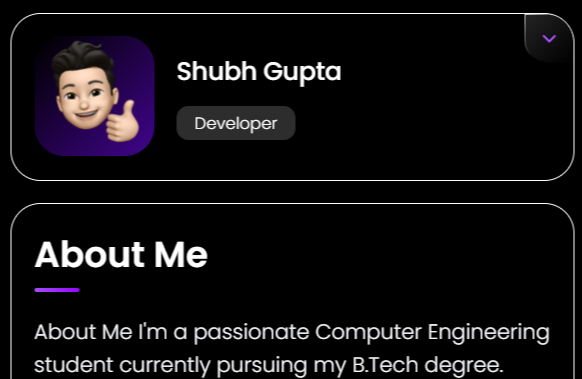 Shubh Gupta
Developer
About Me
About Me I'm a passionate Computer Engineering
student currently pursuing my B.Tech degree.